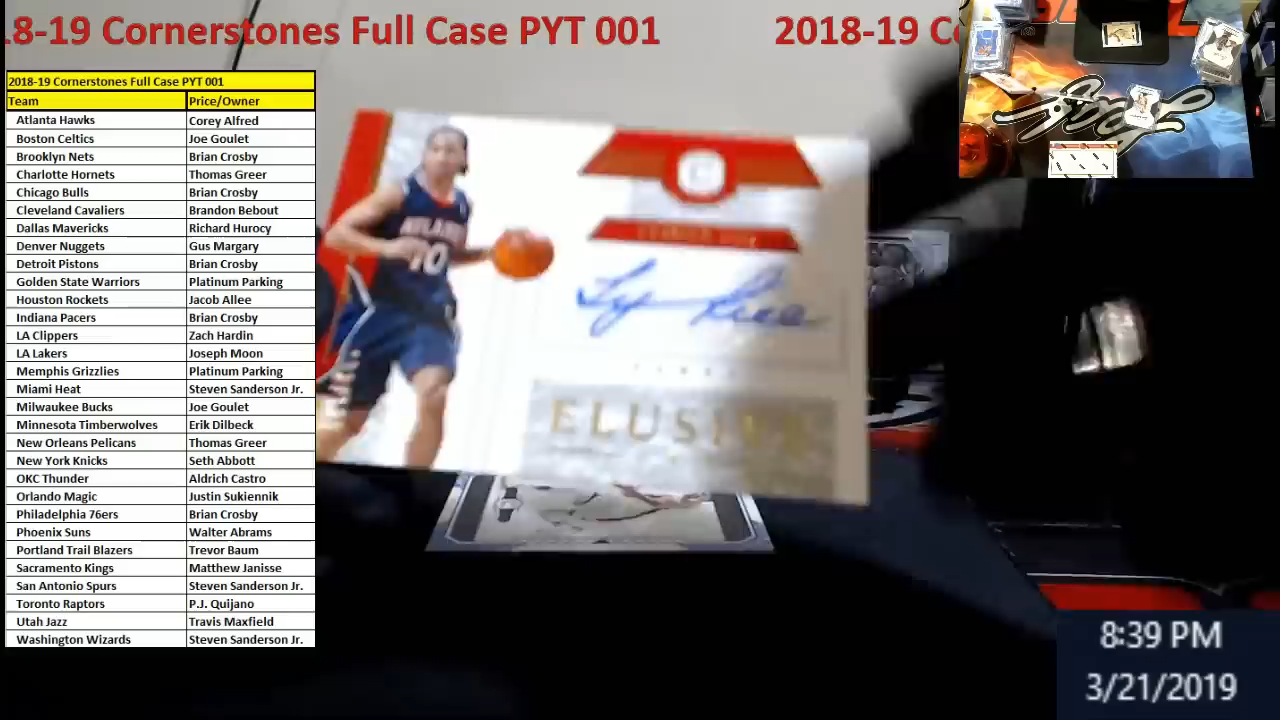 18-19 Cornerstones Full Case PYT 001 2018-19 Co
2018-19 Cornerstones Full Case PYT 001
Team Price/Owner
Atlanta Hawks Corey Alfred
Boston Celtics Joe Goulet
Brooklyn Nets Brian Crosby
Charlotte Hornets Thomas Greer
Chicago Bulls Brian Crosby
Cleveland Cavaliers Brandon Bebout
Dallas Mavericks Richard Hurocy
Denver Nuggets Gus Margary
Detroit Pistons Brian Crosby
Golden State Warriors Platinum Parking
Houston Rockets Jacob Allee
Indiana Pacers Brian Crosby
LA Clippers Zach Hardin
LA Lakers Joseph Moon
Memphis Grizzlies Platinum Parking
Miami Heat Steven Sanderson Jr.
Milwaukee Bucks Joe Goulet
Minnesota Timberwolves Erik Dilbeck
New Orleans Pelicans Thomas Greer
New York Knicks Seth Abbott
OKC Thunder Aldrich Castro
Orlando Magic Justin Sukiennik
Philadelphia 76ers Brian Crosby
Phoenix Suns Walter Abrams
Portland Trail Blazers Trevor Baum
Sacramento Kings Matthew Janisse
San Antonio Spurs Steven Sanderson Jr.
Toronto Raptors P.J. Quijano
Utah Jazz Travis Maxfield
Washington Wizards Steven Sanderson Jr.
ATLANTA
10
ELUSIVE
8:39 PM
3/21/2019